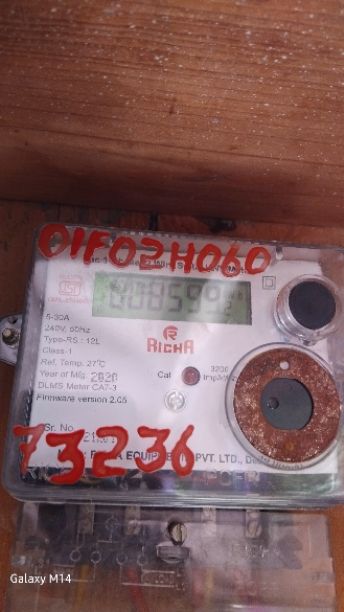 01F02H060
5-30A
240V, 50Hz
Type-RS : 12L
Class-1
Ref. Temp. 27°C
Year of Mfg. 2020
DLMS Meter CAT-3
Firmware version 2.05
RICHA
Cal
3200
Sr. No.
73236
EQUIPMENTS PVT. LTD.,
Galaxy M14